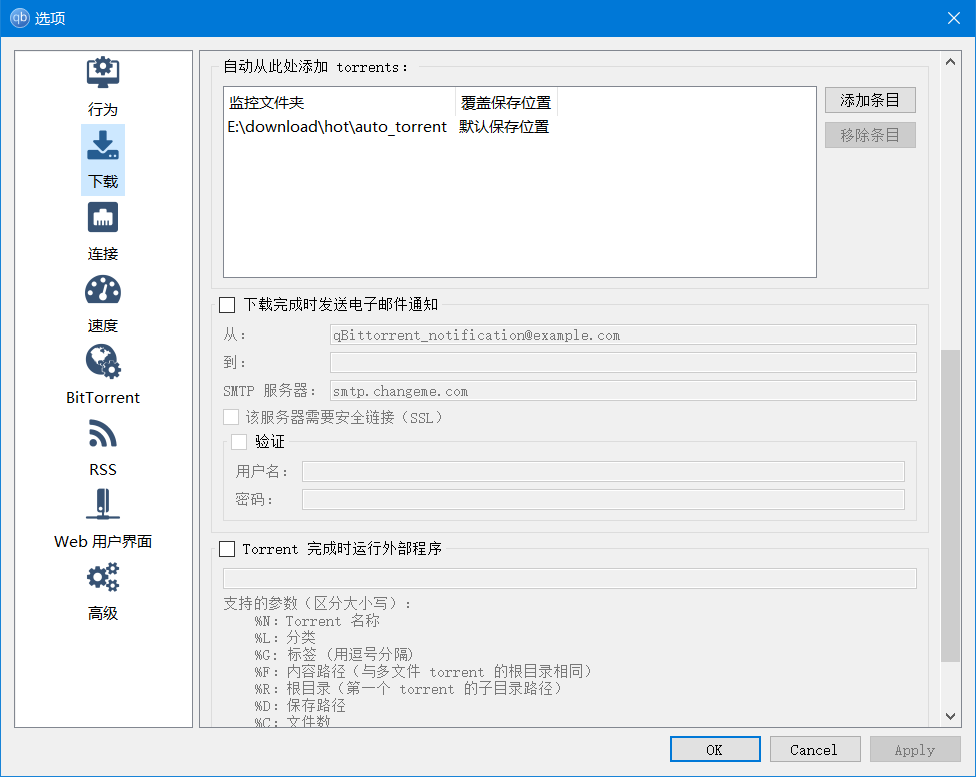 qb 选项
行为
下载
连接
速度
BitTorrent
RSS
Web 用户界面
高级
自动从此处添加 torrents:
监控文件夹 覆盖保存位置
E:\download\hot\auto_torrent 默认保存位置
添加条目
移除条目
下载完成时发送电子邮件通知
从: qBittorrent_notification@example.com
到:
SMTP 服务器: smtp.changeme.com
该服务器需要安全链接（SSL）
验证
用户名:
密码:
Torrent 完成时运行外部程序
支持的参数（区分大小写）:
%N: Torrent 名称
%L: 分类
%G: 标签（用逗号分隔）
%F: 内容路径（与多文件 torrent 的根目录相同）
%R: 根目录（第一个 torrent 的子目录路径）
%D: 保存路径
%C: 文件数
OK Cancel Apply